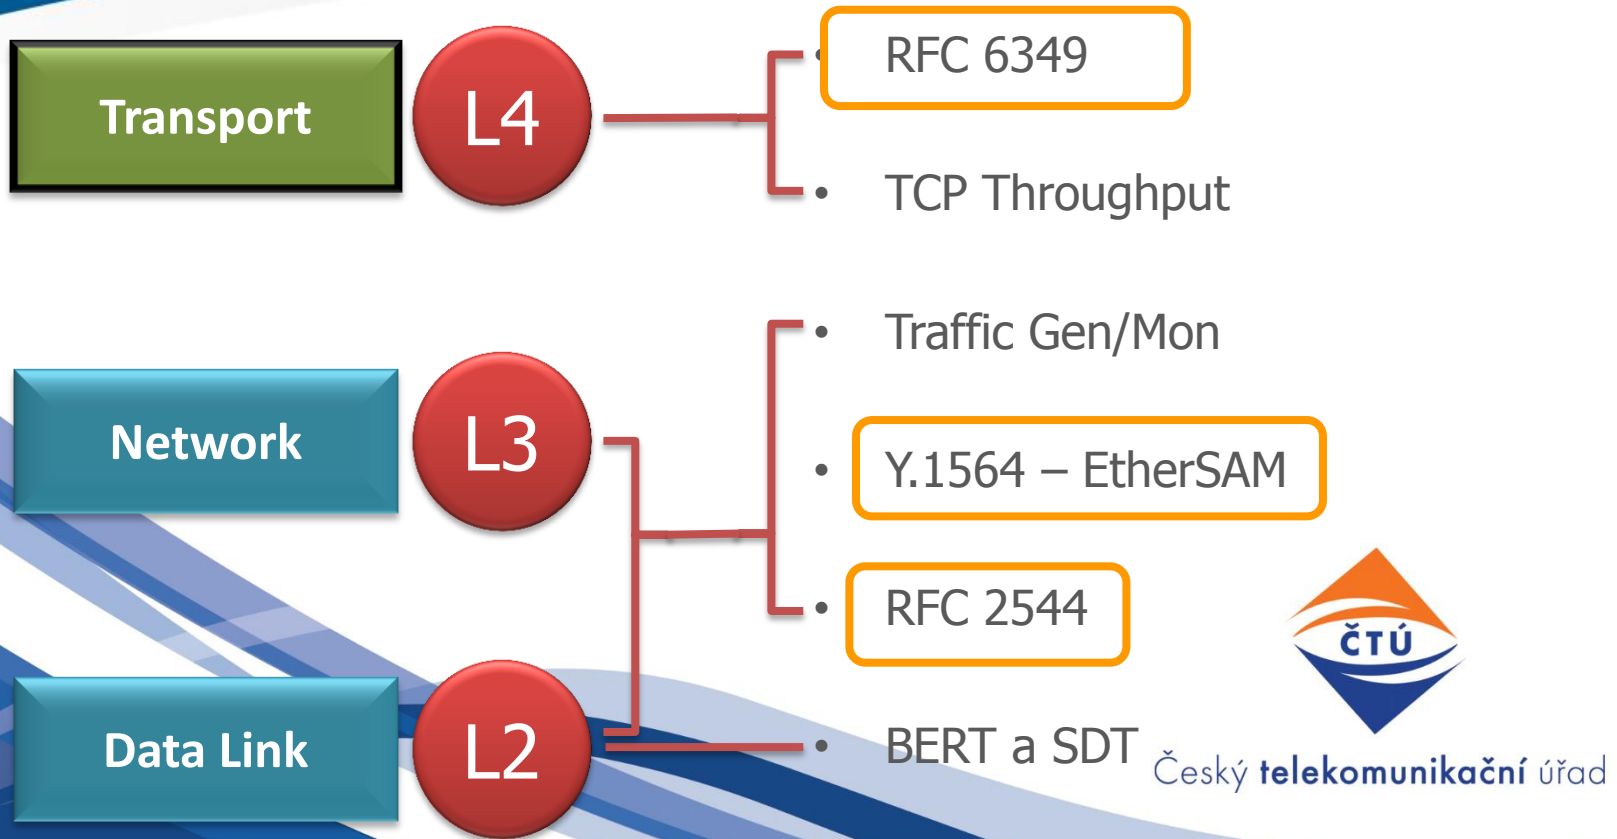 Transport
L4
• RFC 6349
• TCP Throughput
Network
L3
• Traffic Gen/Mon
• Y.1564 – EtherSAM
• RFC 2544
Data Link
L2
• BERT a SDT
ČTÚ
Český telekomunikační úřad